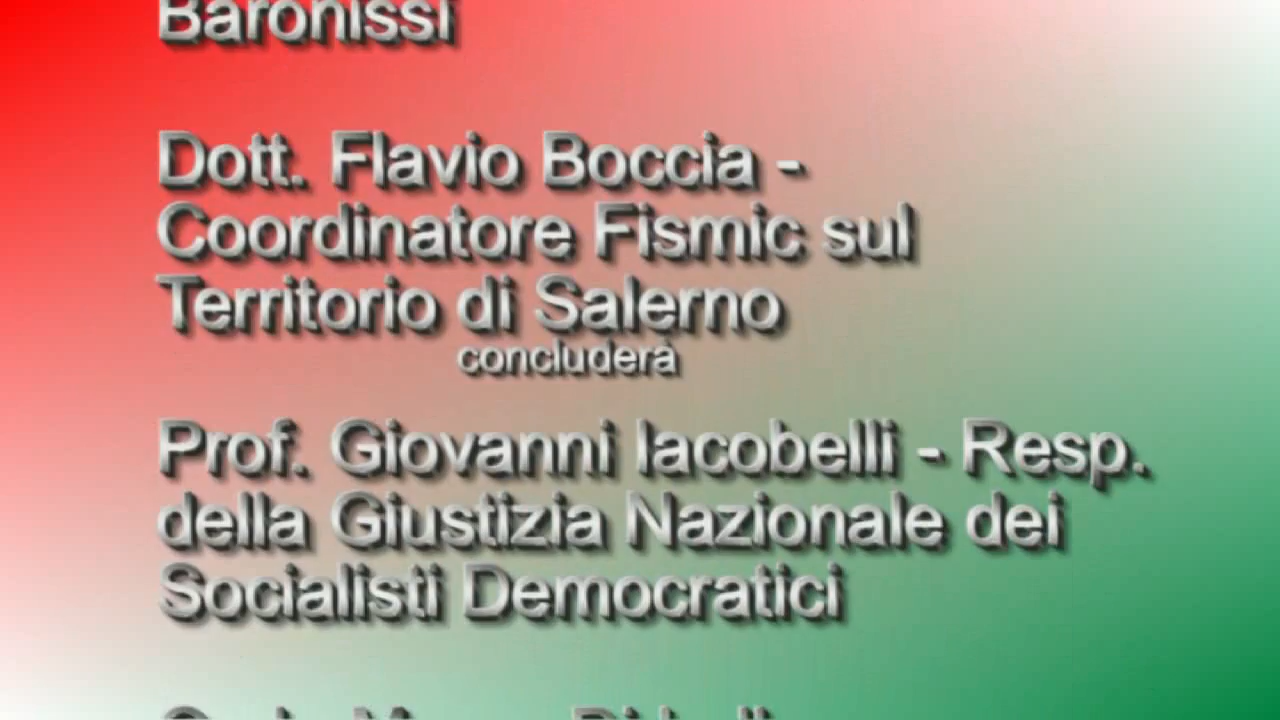 Baronissi
Dott. Flavio Boccia -
Coordinatore Fismic sul
Territorio di Salerno
concluderà
Prof. Giovanni Iacobelli - Resp.
della Giustizia Nazionale dei
Socialisti Democratici